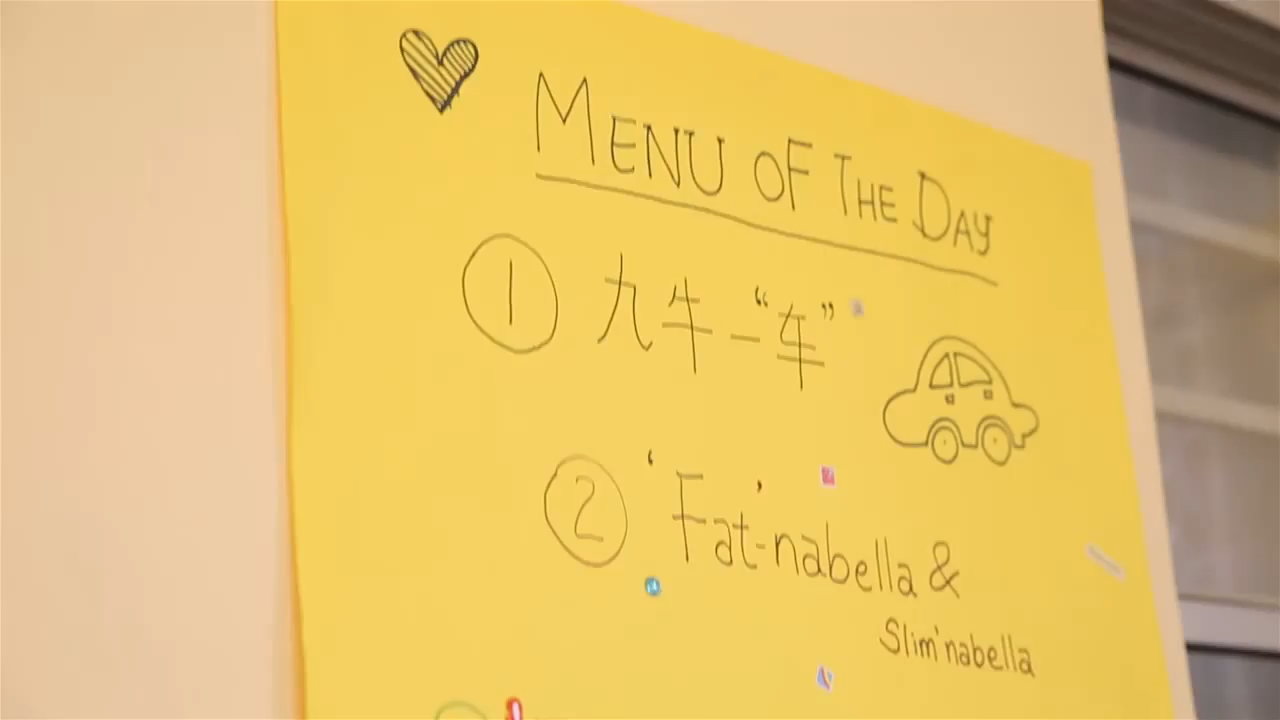 MENU OF THE DAY
1 九牛一“车”
2 ‘Fat’-nabella &
Slim'nabella